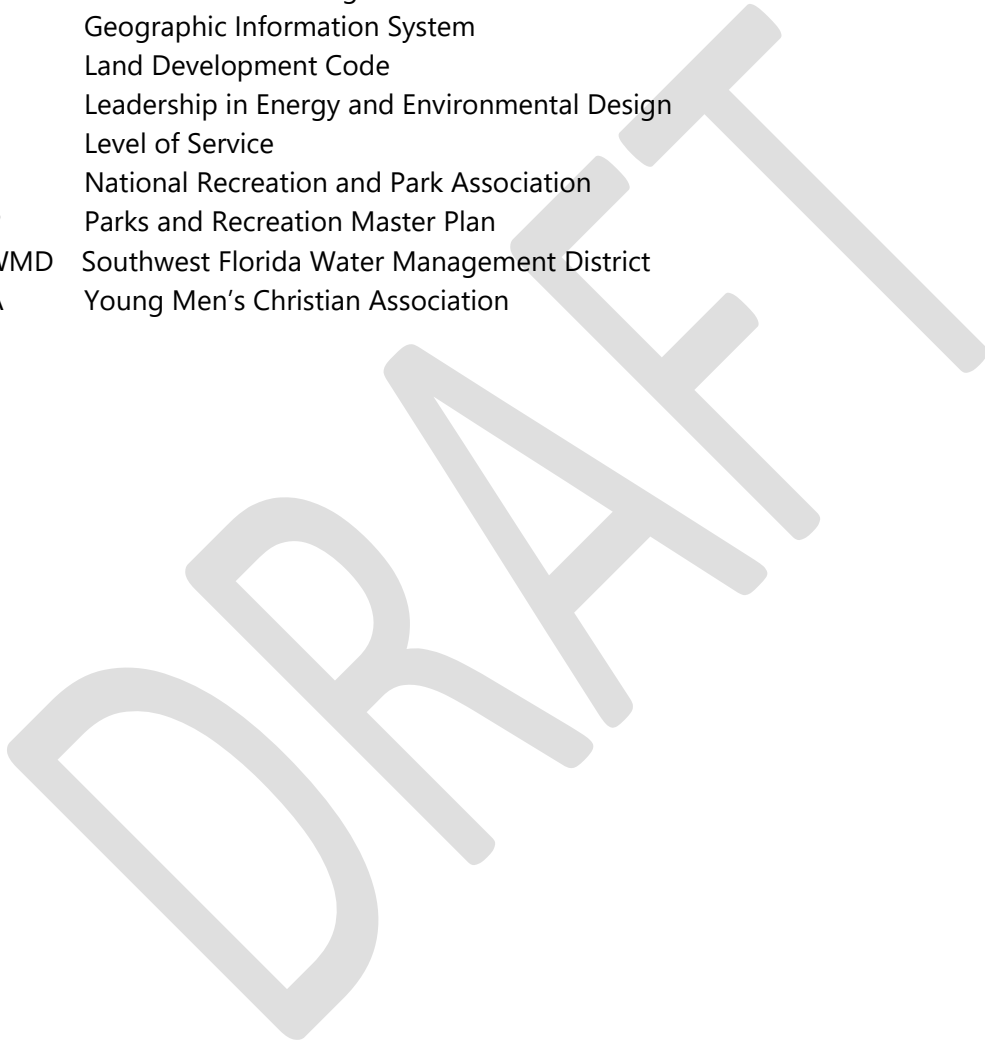 Geographic Information System
Land Development Code
Leadership in Energy and Environmental Design
Level of Service
National Recreation and Park Association
Parks and Recreation Master Plan
WMD Southwest Florida Water Management District
A Young Men’s Christian Association
DRAFT